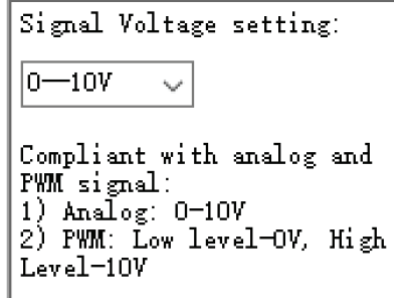 Signal Voltage setting:
0—10V
Compliant with analog and
PWM signal:
1) Analog: 0-10V
2) PWM: Low level-0V, High
Level-10V